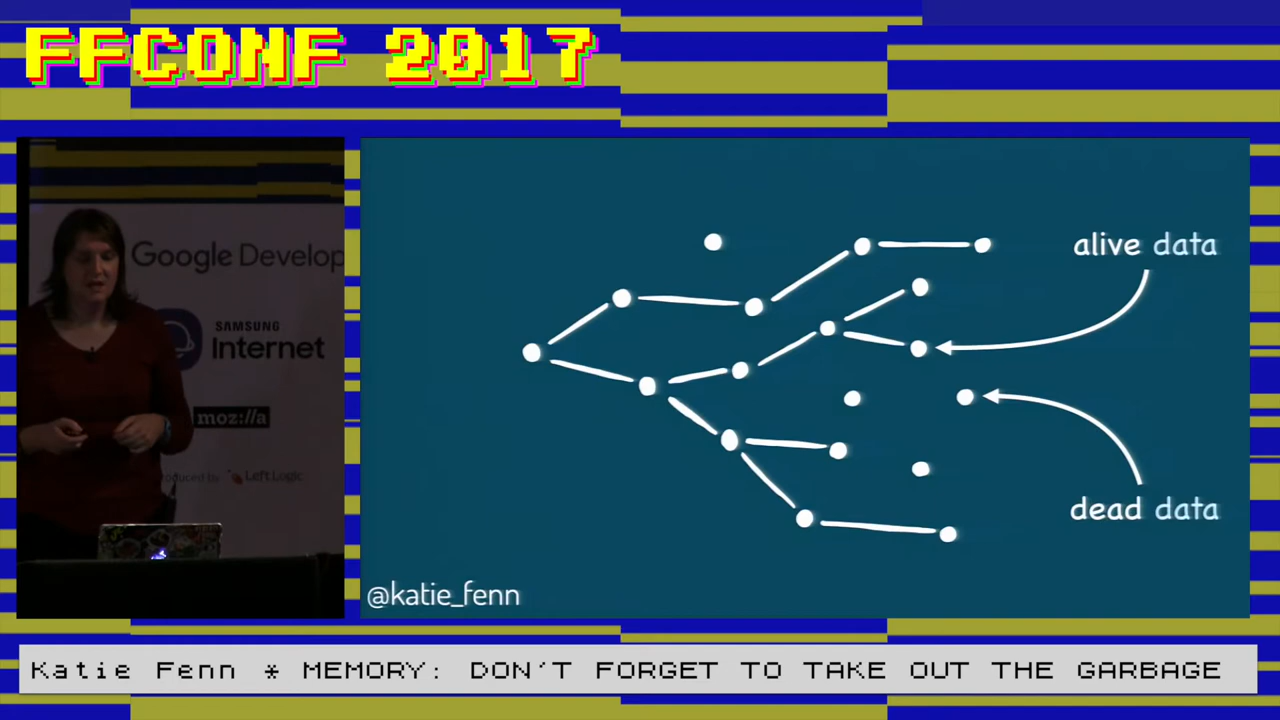 FFCONF 2017
Google Develop
SAMSUNG
Internet
moz://a
Left Logic
alive data
dead data
@katie_fenn
Katie Fenn * MEMORY: DON'T FORGET TO TAKE OUT THE GARBAGE